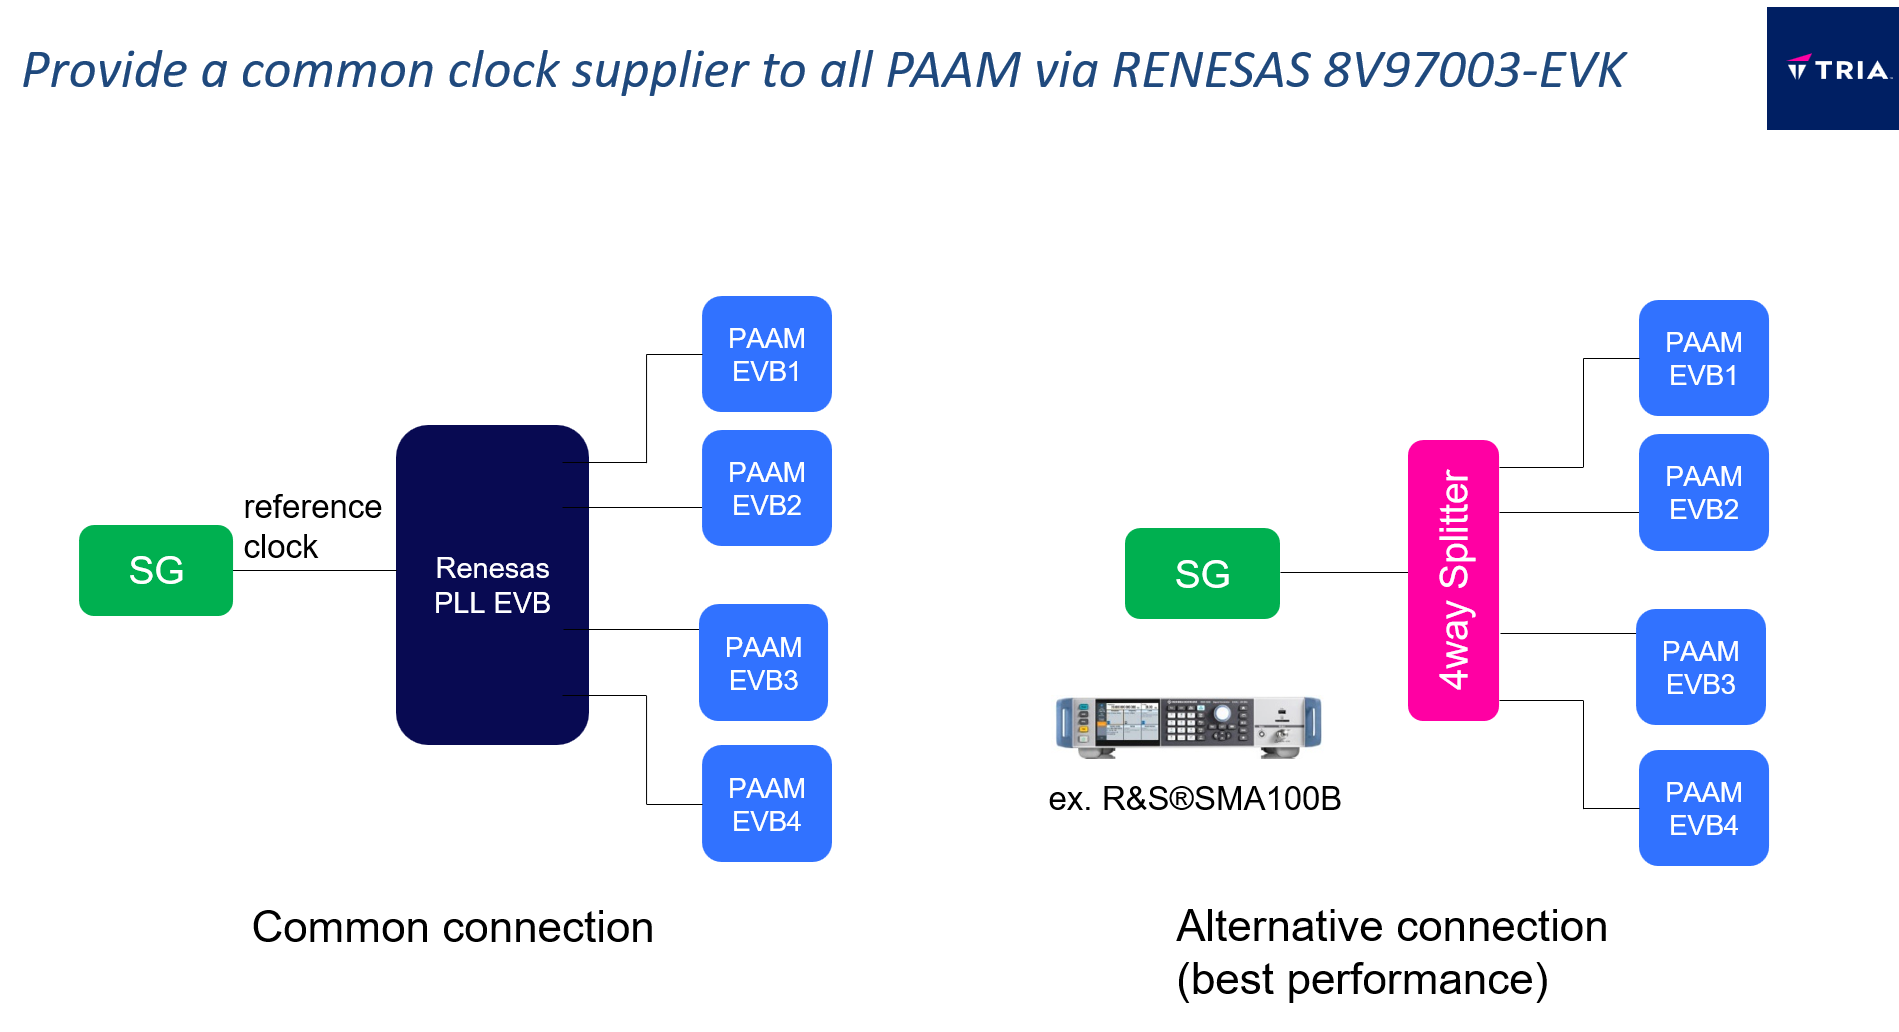 Provide a common clock supplier to all PAAM via RENESAS 8V97003-EVK
TRIA
PAAM
EVB1
PAAM
EVB2
reference
clock
SG
Renesas
PLL EVB
PAAM
EVB3
PAAM
EVB4
Common connection
PAAM
EVB1
PAAM
EVB2
SG
4way Splitter
PAAM
EVB3
PAAM
EVB4
ex. R&S®SMA100B
Alternative connection
(best performance)